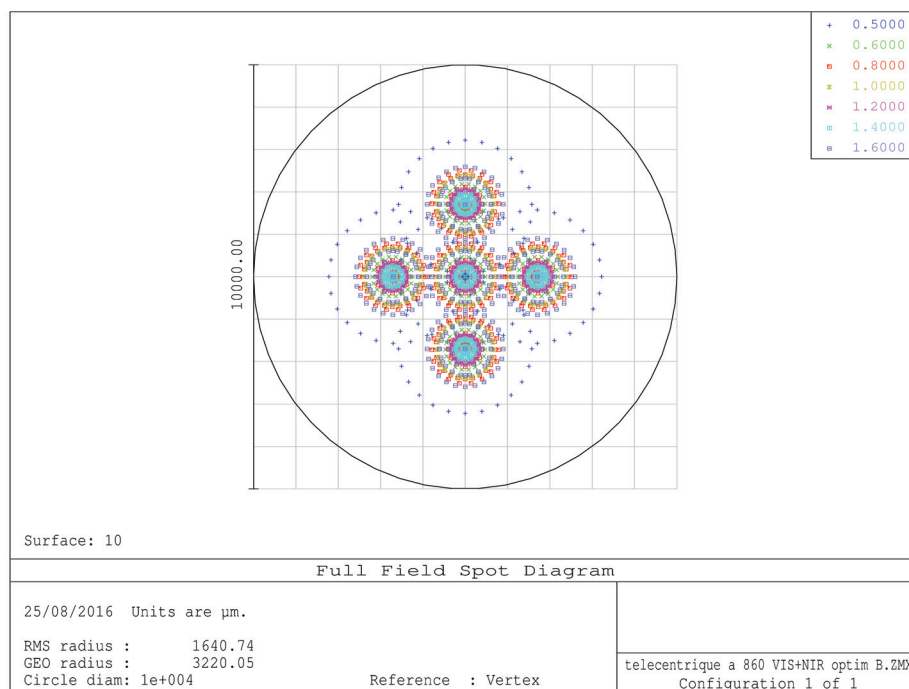 + 0.5000
× 0.6000
0.8000
1.0000
1.2000
1.4000
1.6000
10000.00
Surface: 10
Full Field Spot Diagram
25/08/2016 Units are µm.
RMS radius : 1640.74
GEO radius : 3220.05
Circle diam: 1e+004 Reference : Vertex
telecentrique a 860 VIS+NIR optim B.ZMX
Configuration 1 of 1